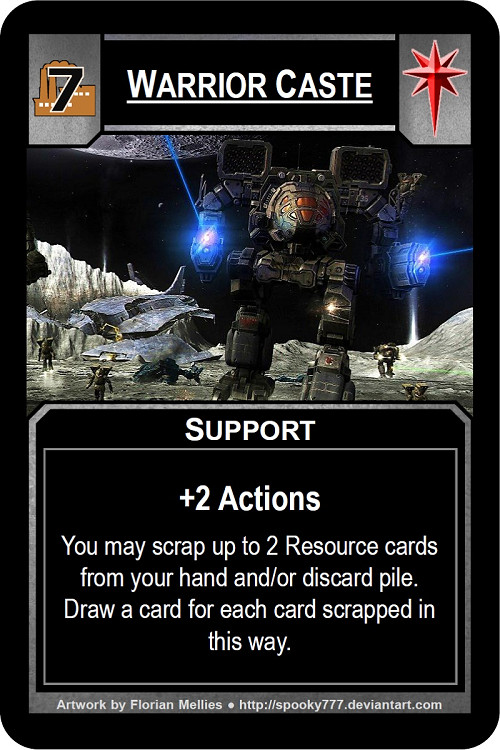 7
WARRIOR CASTE
SUPPORT
+2 Actions
You may scrap up to 2 Resource cards
from your hand and/or discard pile.
Draw a card for each card scrapped in
this way.
Artwork by Florian Mellies ● http://spooky777.deviantart.com